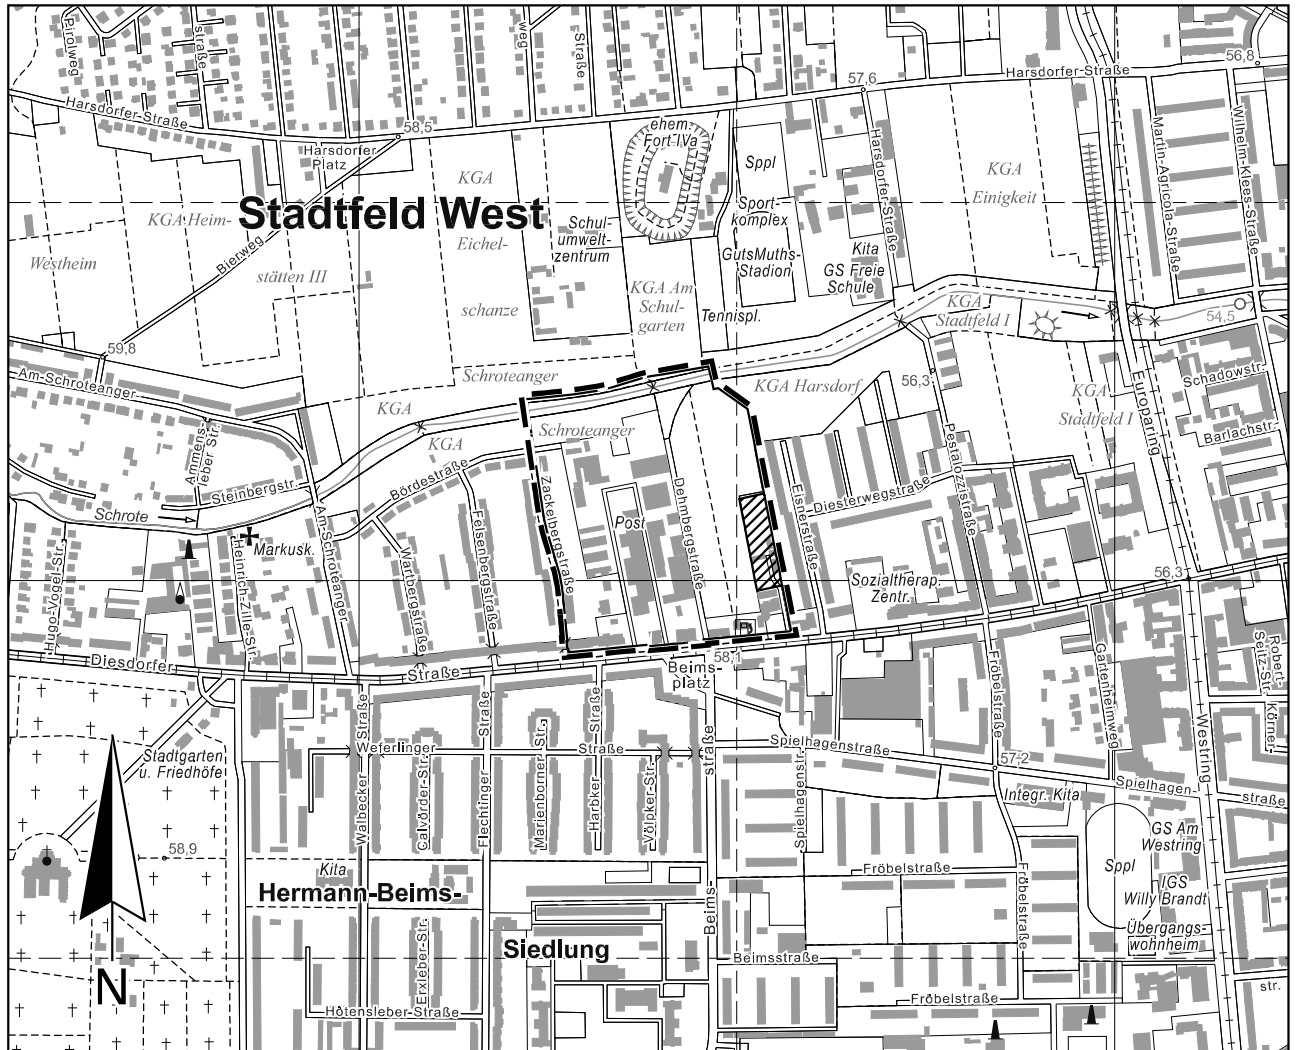 Pirolweg
straße
weg
Straße
Harsdorfer-Straße
56,8
57,6
Harsdorfer-Straße
58,5
Harsdorfer
Platz
ehem.
Fort-IVa
Sppl
Sport-
komplex
GutsMuths-
Stadion
Harsdorfer-Straße
KGA
Einigkeit
Martin-Agricola-Straße
Wilhelm-Klees-Straße
KGA
Eichel-
schanze
KGA Heim-
stätten III
Stadtfeld West
Westheim
Bierweg
Schul-
umwelt-
zentrum
Kita
GS Freie
Schule
KGA Am
Schul-
garten
Tennispl.
KGA
Stadtfeld I
54,5
59,8
Am-Schroteanger
Schroteanger
KGA
KGA
Schroteanger
KGA Harsdorf
56,3
KGA
Stadtfeld I
Europaring
Schadowstr.
Barlachstr.
Ammens-
leber Str.
Steinbergstr.
Schrote
Bördestraße
Am-Schroteanger
Markusk.
Hugo-Vogel-Str.
Heinrich-Zille-Str.
Wartbergstraße
Felsenbergstraße
Zackelbergstraße
Post
Dehmbergstraße
Eisnerstraße
Diesterwegstraße
Pestalozzistraße
Sozialtherap.
Zentr.
56,3
Diesdorfer
Straße
58,1
Beims-
platz
Fröbelstraße
Gartenheimweg
Westring
Robert-
Seitz-Str.
Körner-
Stadtgarten
u. Friedhöfe
58,9
Weferlinger
Straße
Walbecker
Straße
Calvörder-Str.
Flechtinger
Straße
Marienborner-Str.
Harbker
Straße
Völpker-Str.
straße
Beims-
Spielhagenstraße
Spielhagenstr.
57,2
Integr. Kita
Spielhagen-
straße
GS Am
Westring
Sppl
IGS
Willy Brandt
Übergangs-
wohnheim
Fröbelstraße
Fröbelstraße
Kita
Hermann-Beims-
Siedlung
Erxleber-Str.
Hötensleber-Straße
Beimsstraße
Fröbelstraße
str.
N